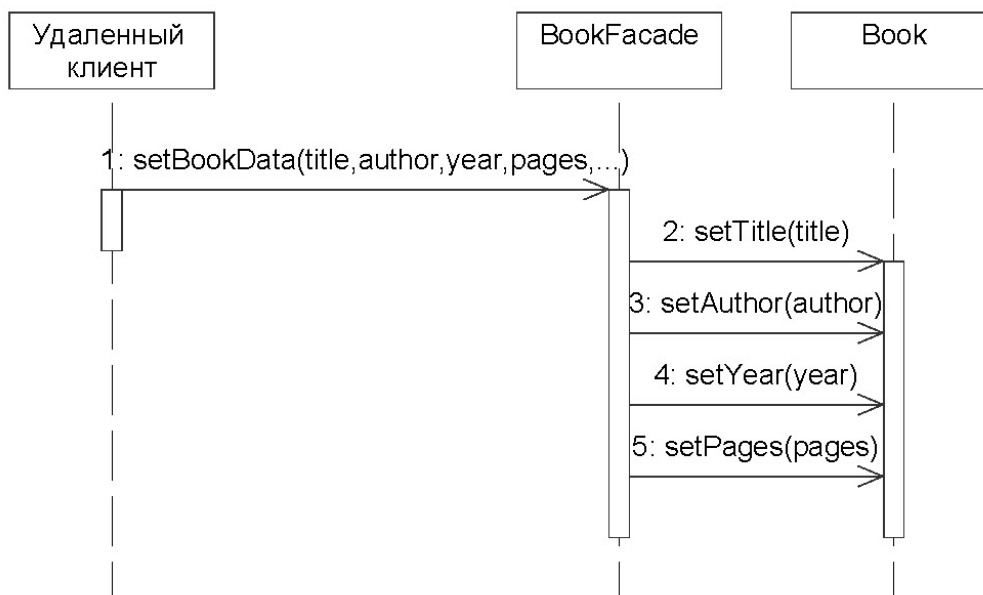 Удаленный
клиент
BookFacade
Book
1: setBookData(title,author,year,pages,...)
2: setTitle(title)
3: setAuthor(author)
4: setYear(year)
5: setPages(pages)